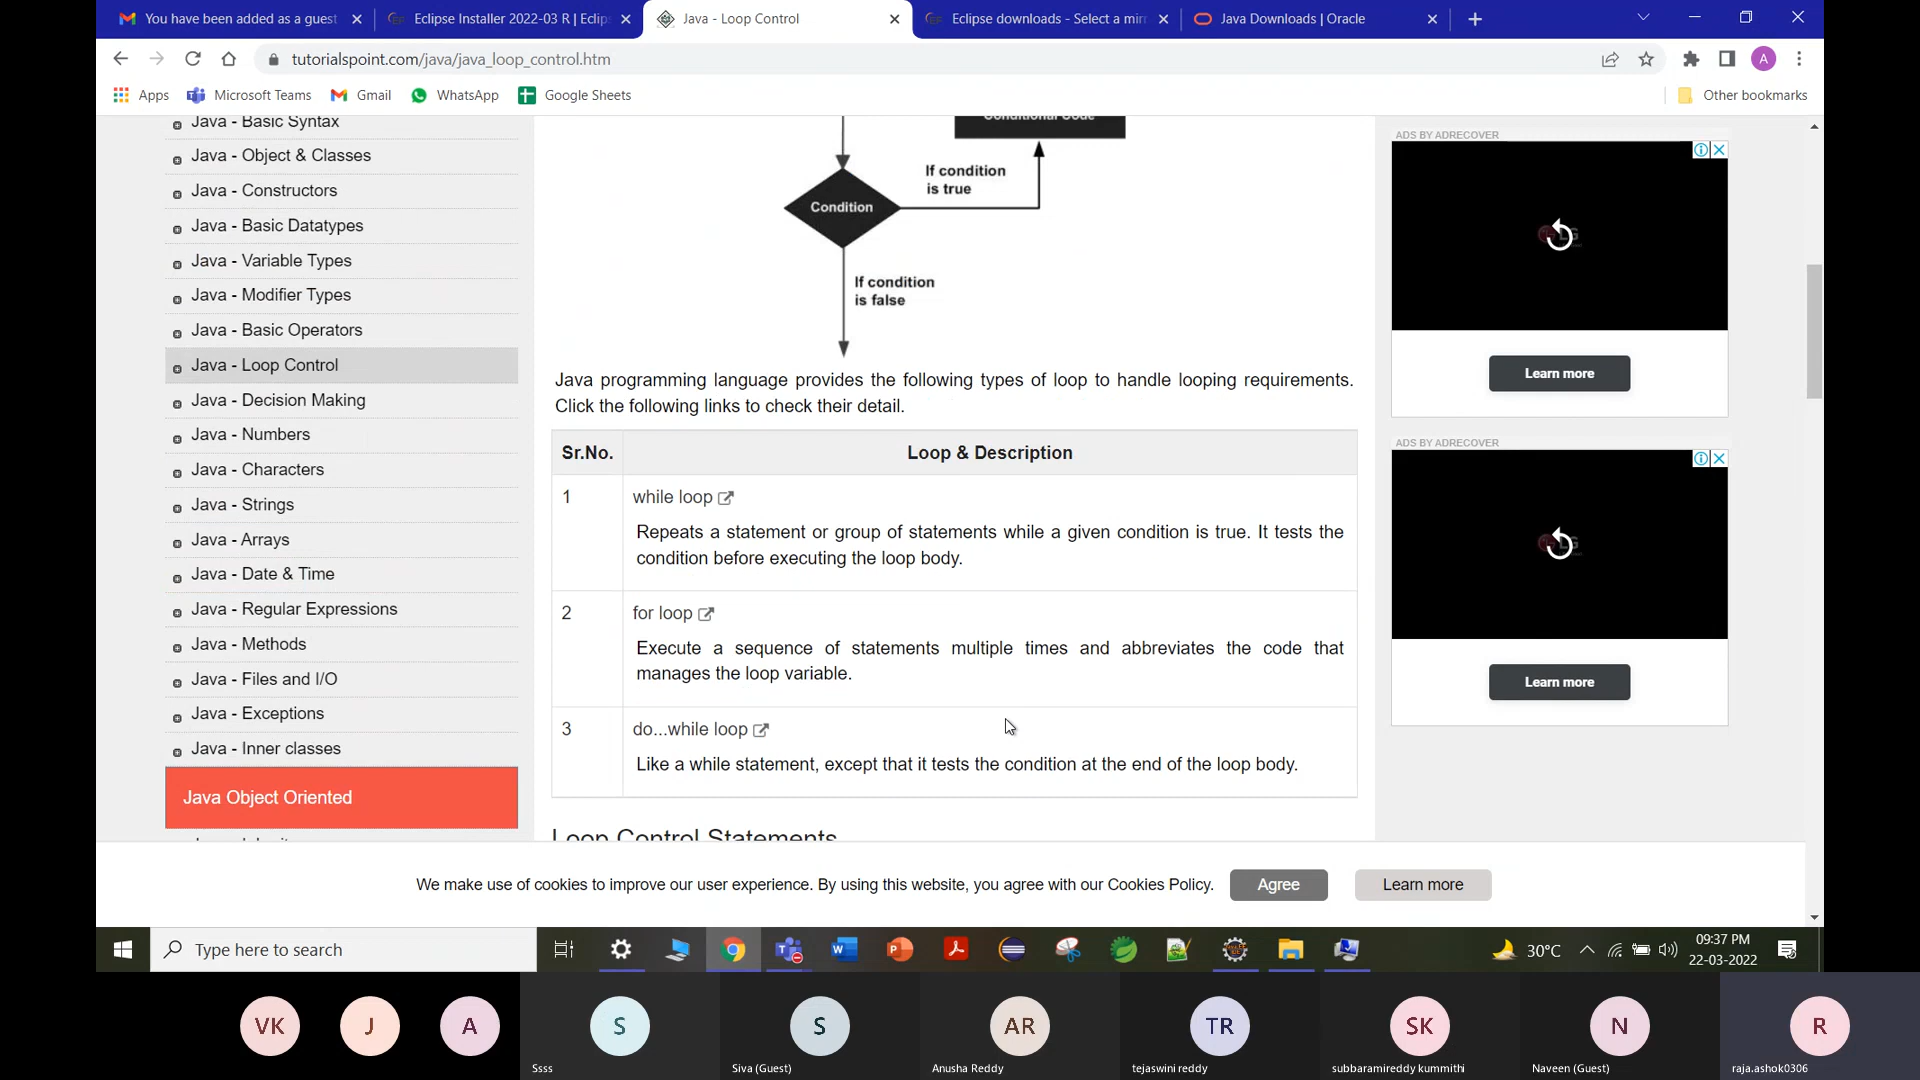 You have been added as a guest
Eclipse Installer 2022-03 R | Eclip
Java - Loop Control
Eclipse downloads - Select a mirr
Java Downloads | Oracle
tutorialspoint.com/java/java_loop_control.htm
A
Apps
Microsoft Teams
Gmail
WhatsApp
Google Sheets
Other bookmarks
Java - Basic Syntax
Java - Object & Classes
Java - Constructors
Java - Basic Datatypes
Java - Variable Types
Java - Modifier Types
Java - Basic Operators
Java - Loop Control
Java - Decision Making
Java - Numbers
Java - Characters
Java - Strings
Java - Arrays
Java - Date & Time
Java - Regular Expressions
Java - Methods
Java - Files and I/O
Java - Exceptions
Java - Inner classes
Java Object Oriented
Conditional Code
If condition
is true
Condition
If condition
is false
Java programming language provides the following types of loop to handle looping requirements.
Click the following links to check their detail.
Sr.No. Loop & Description
1 while loop
Repeats a statement or group of statements while a given condition is true. It tests the
condition before executing the loop body.
2 for loop
Execute a sequence of statements multiple times and abbreviates the code that
manages the loop variable.
3 do...while loop
Like a while statement, except that it tests the condition at the end of the loop body.
Loop Control Statements
ADS BY ADRECOVER
Learn more
ADS BY ADRECOVER
Learn more
We make use of cookies to improve our user experience. By using this website, you agree with our Cookies Policy.
Agree
Learn more
Type here to search
30°C
09:37 PM
22-03-2022
VK
J
A
S
S
AR
TR
SK
N
R
Ssss
Siva (Guest)
Anusha Reddy
tejaswini reddy
subbaramireddy kummithi
Naveen (Guest)
raja.ashok0306